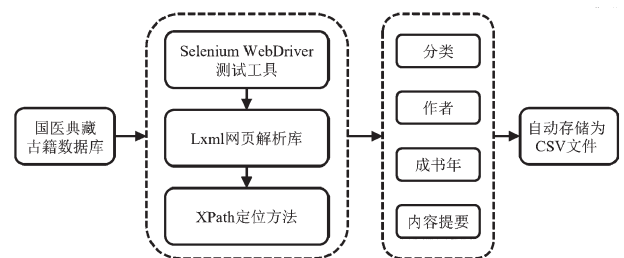 国医典藏
古籍数据库
Selenium WebDriver
测试工具
Lxml网页解析库
XPath定位方法
分类
作者
成书年
内容提要
自动存储为
CSV文件